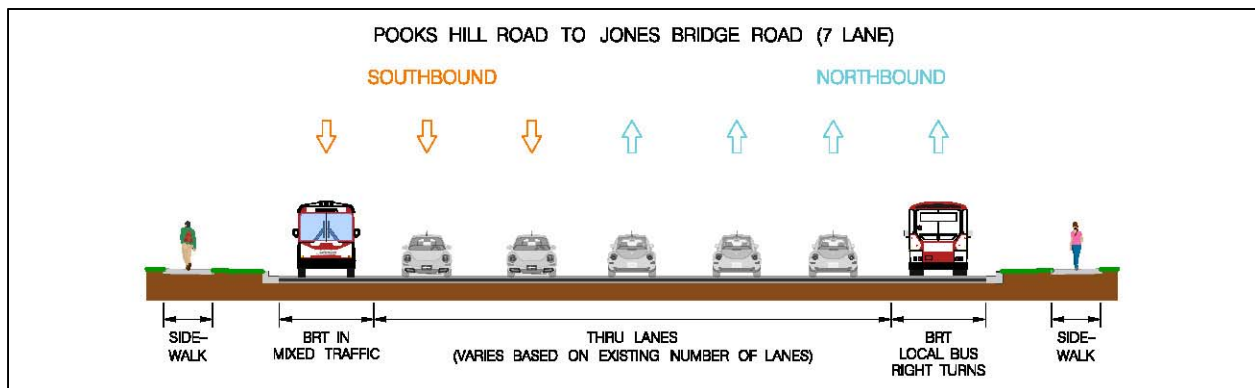 POOKS HILL ROAD TO JONES BRIDGE ROAD (7 LANE)
SOUTHBOUND
NORTHBOUND
SIDE-
WALK
BRT IN
MIXED TRAFFIC
THRU LANES
(VARIES BASED ON EXISTING NUMBER OF LANES)
BRT
LOCAL BUS
RIGHT TURNS
SIDE-
WALK